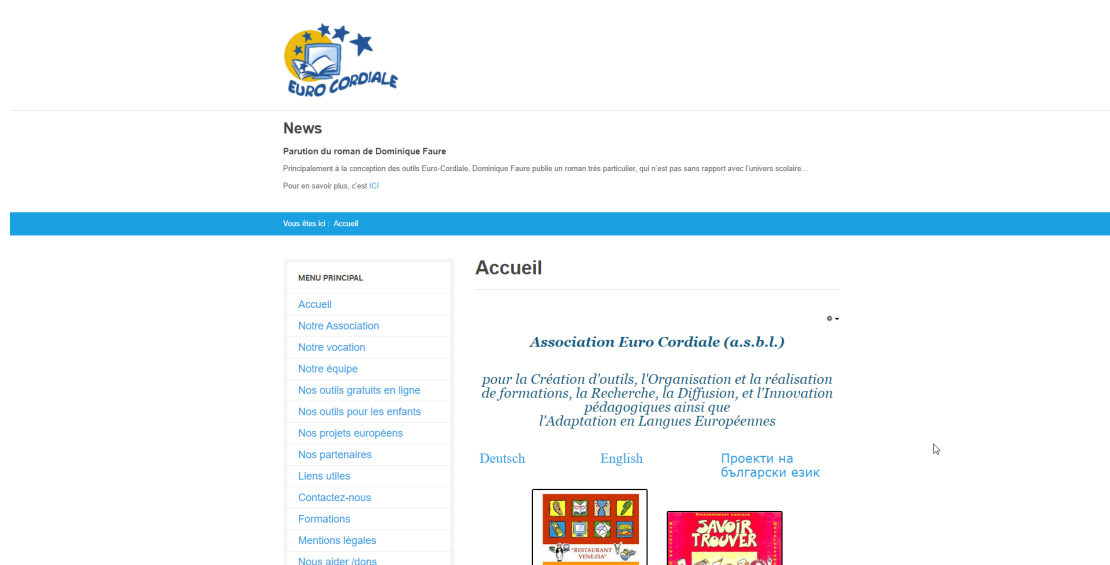 EURO CORDIALE
News
Parution du roman de Dominique Faure
Principalement à la conception des outils Euro-Cordiale, Dominique Faure publie un roman très particulier, qui n'est pas sans rapport avec l'univers scolaire...
Pour en savoir plus, c'est ICI
Vous êtes ici : Accueil
MENU PRINCIPAL
Accueil
Notre Association
Notre vocation
Notre équipe
Nos outils gratuits en ligne
Nos outils pour les enfants
Nos projets européens
Nos partenaires
Liens utiles
Contactez-nous
Formations
Mentions légales
Nous aider /dons
Accueil
Association Euro Cordiale (a.s.b.l.)
pour la Création d'outils, l'Organisation et la réalisation
de formations, la Recherche, la Diffusion, et l'Innovation
pédagogiques ainsi que
l'Adaptation en Langues Européennes
Deutsch English Проекти на
български език
"RESTAURANT
VENEZIA"
RAISONNEMENT LOGIQUE
SAVOIR
TROUVER